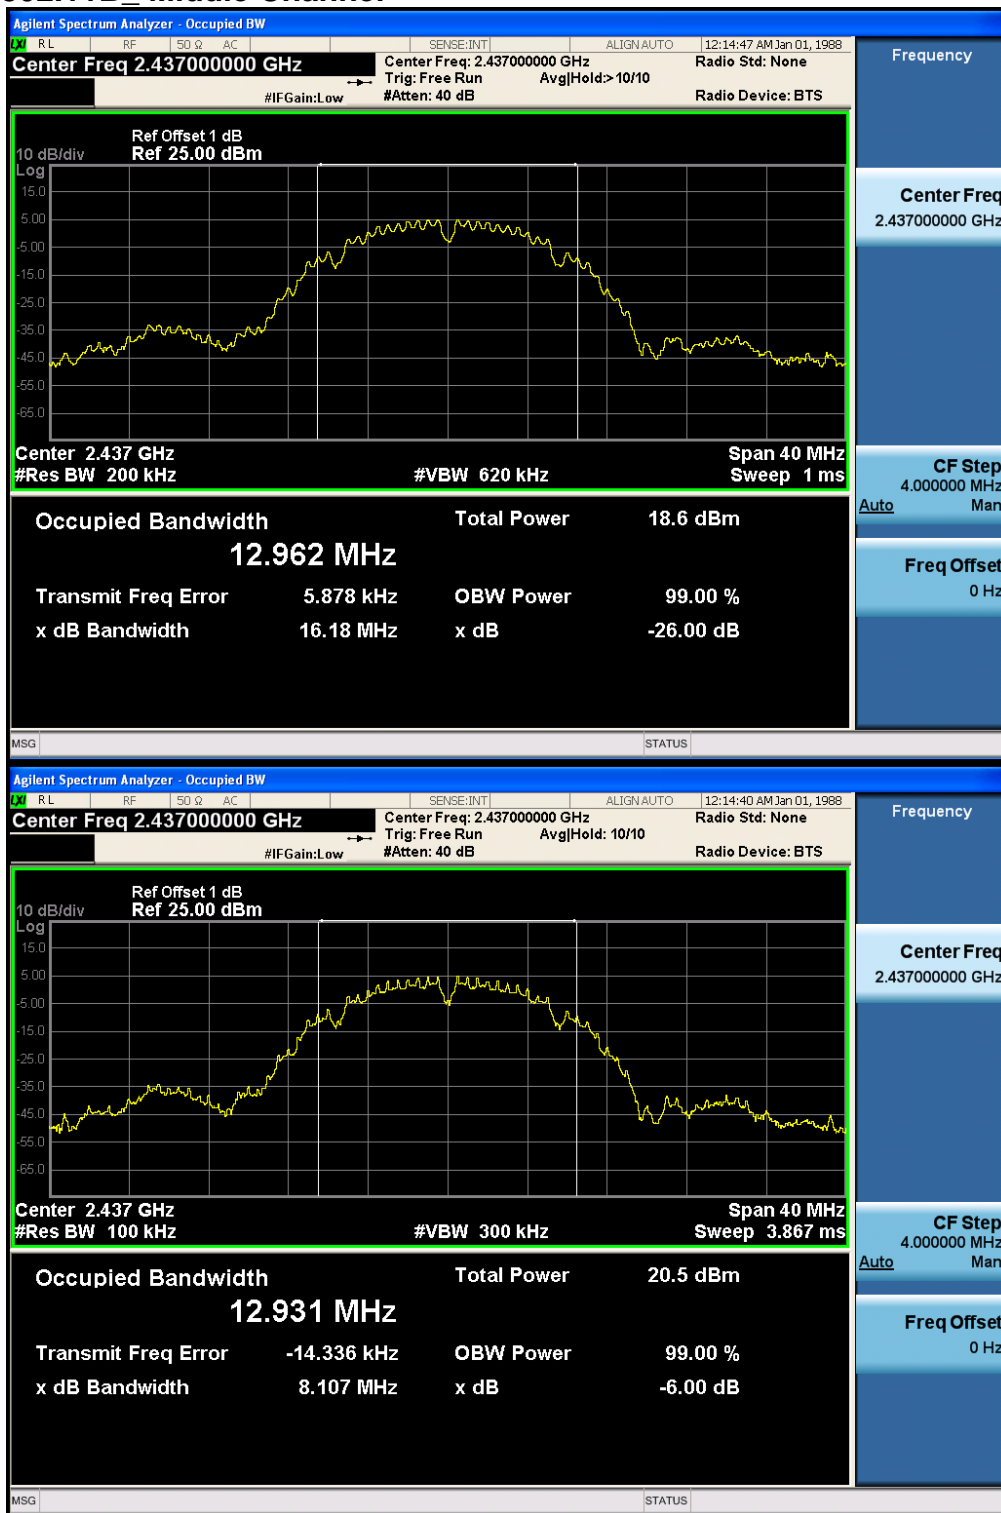 802.11B_ Middle Channel
Agilent Spectrum Analyzer - Occupied BW
LXI RL RF 50 Ω AC SENSE:INT ALIGN AUTO 12:14:47 AM Jan 01, 1988
Center Freq 2.437000000 GHz
Center Freq: 2.437000000 GHz
Radio Std: None
Trig: Free Run Avg|Hold:> 10/10
#IFGain:Low #Atten: 40 dB Radio Device: BTS
Frequency
Ref Offset 1 dB
10 dB/div Ref 25.00 dBm
Log
15.0
5.00
-5.00
-15.0
-25.0
-35.0
-45.0
-55.0
-65.0
Center 2.437 GHz Span 40 MHz
#Res BW 200 kHz #VBW 620 kHz Sweep 1 ms
Center Freq
2.437000000 GHz
CF Step
4.000000 MHz
Auto Man
Freq Offset
0 Hz
Occupied Bandwidth Total Power 18.6 dBm
12.962 MHz
Transmit Freq Error 5.878 kHz OBW Power 99.00 %
x dB Bandwidth 16.18 MHz x dB -26.00 dB
MSG STATUS
Agilent Spectrum Analyzer - Occupied BW
LXI RL RF 50 Ω AC SENSE:INT ALIGN AUTO 12:14:40 AM Jan 01, 1988
Center Freq 2.437000000 GHz
Center Freq: 2.437000000 GHz
Radio Std: None
Trig: Free Run Avg|Hold: 10/10
#IFGain:Low #Atten: 40 dB Radio Device: BTS
Frequency
Ref Offset 1 dB
10 dB/div Ref 25.00 dBm
Log
15.0
5.00
-5.00
-15.0
-25.0
-35.0
-45.0
-55.0
-65.0
Center 2.437 GHz Span 40 MHz
#Res BW 100 kHz #VBW 300 kHz Sweep 3.867 ms
Center Freq
2.437000000 GHz
CF Step
4.000000 MHz
Auto Man
Freq Offset
0 Hz
Occupied Bandwidth Total Power 20.5 dBm
12.931 MHz
Transmit Freq Error -14.336 kHz OBW Power 99.00 %
x dB Bandwidth 8.107 MHz x dB -6.00 dB
MSG STATUS